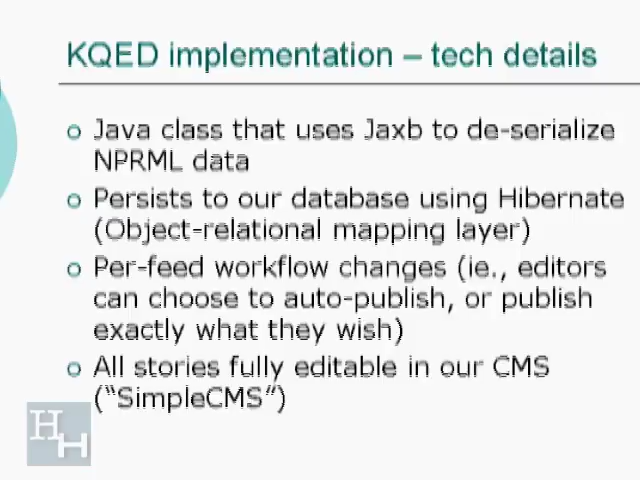 KQED implementation – tech details
Java class that uses Jaxb to de-serialize
NPRML data
Persists to our database using Hibernate
(Object-relational mapping layer)
Per-feed workflow changes (ie., editors
can choose to auto-publish, or publish
exactly what they wish)
All stories fully editable in our CMS
(“SimpleCMS”)
HH